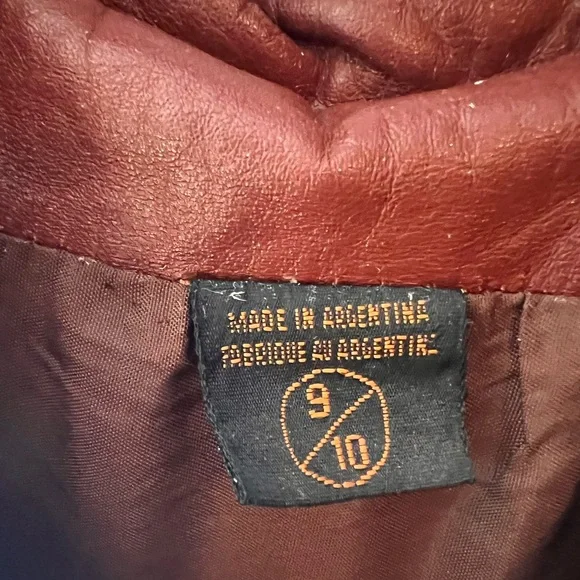 MADE IN ARGENTINA
FABRIQUE AU ARGENTINE
9
10